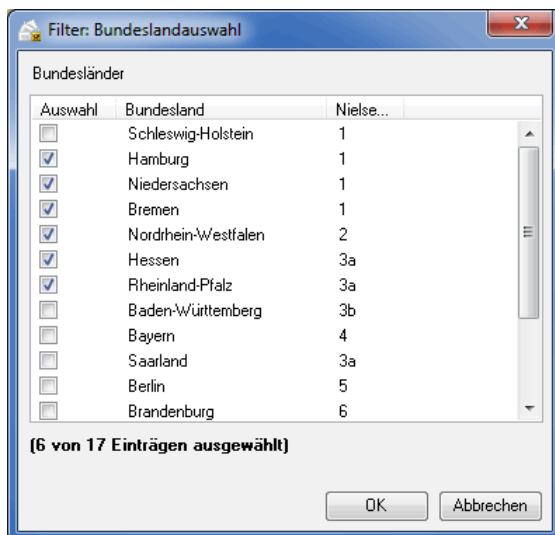 Filter: Bundeslandauswahl
Bundesländer
Auswahl Bundesland Nielse...
Schleswig-Holstein 1
Hamburg 1
Niedersachsen 1
Bremen 1
Nordrhein-Westfalen 2
Hessen 3a
Rheinland-Pfalz 3a
Baden-Württemberg 3b
Bayern 4
Saarland 3a
Berlin 5
Brandenburg 6
(6 von 17 Einträgen ausgewählt)
OK Abbrechen